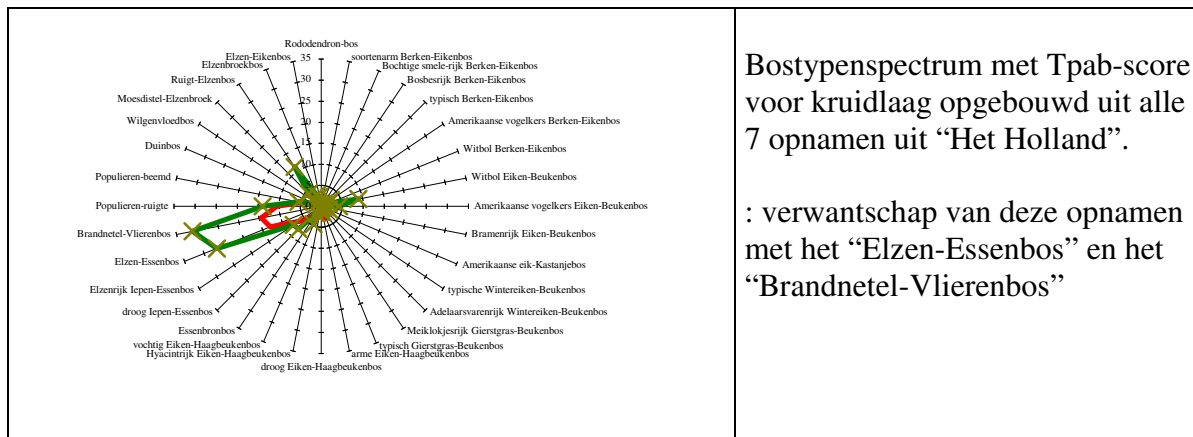 Rododendron-bos
soortenarm Berken-Eikenbos
Bochtige smele-rijk Berken-Eikenbos
Bosbesrijk Berken-Eikenbos
typisch Berken-Eikenbos
Amerikaanse vogelkers Berken-Eikenbos
Witbol Berken-Eikenbos
Witbol Eiken-Beukenbos
Amerikaanse vogelkers Eiken-Beukenbos
Bramenrijk Eiken-Beukenbos
Amerikaanse eik-Kastanjebos
typische Wintereiken-Beukenbos
Adelaarsvarenrijk Wintereiken-Beukenbos
Meiklokjesrijk Gierstgras-Beukenbos
typisch Gierstgras-Beukenbos
arme Eiken-Haagbeukenbos
droog Eiken-Haagbeukenbos
Hyacintrijk Eiken-Haagbeukenbos
vochtig Eiken-Haagbeukenbos
Essenbronbos
droog Iepen-Essenbos
Elzenrijk Iepen-Essenbos
Elzen-Essenbos
Brandnetel-Vlierenbos
Populieren-ruigte
Populieren-beemd
Duinbos
Wilgenvloedbos
Moesdistel-Elzenbroek
Ruigt-Elzenbos
Elzenbroekbos
Elzen-Eikenbos
35
30
25
20
15
Bostypenspectrum met Tpab-score
voor kruidlaag opgebouwd uit alle
7 opnamen uit “Het Holland”.
: verwantschap van deze opnamen
met het “Elzen-Essenbos” en het
“Brandnetel-Vlierenbos”